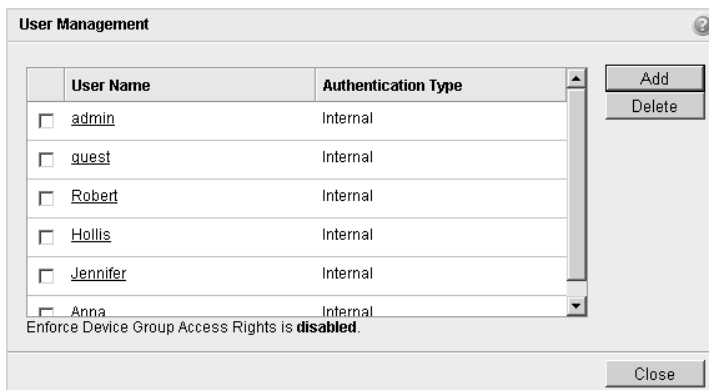 User Management
User Name Authentication Type
Add
Delete
admin Internal
guest Internal
Robert Internal
Hollis Internal
Jennifer Internal
Anna Internal
Enforce Device Group Access Rights is disabled.
Close